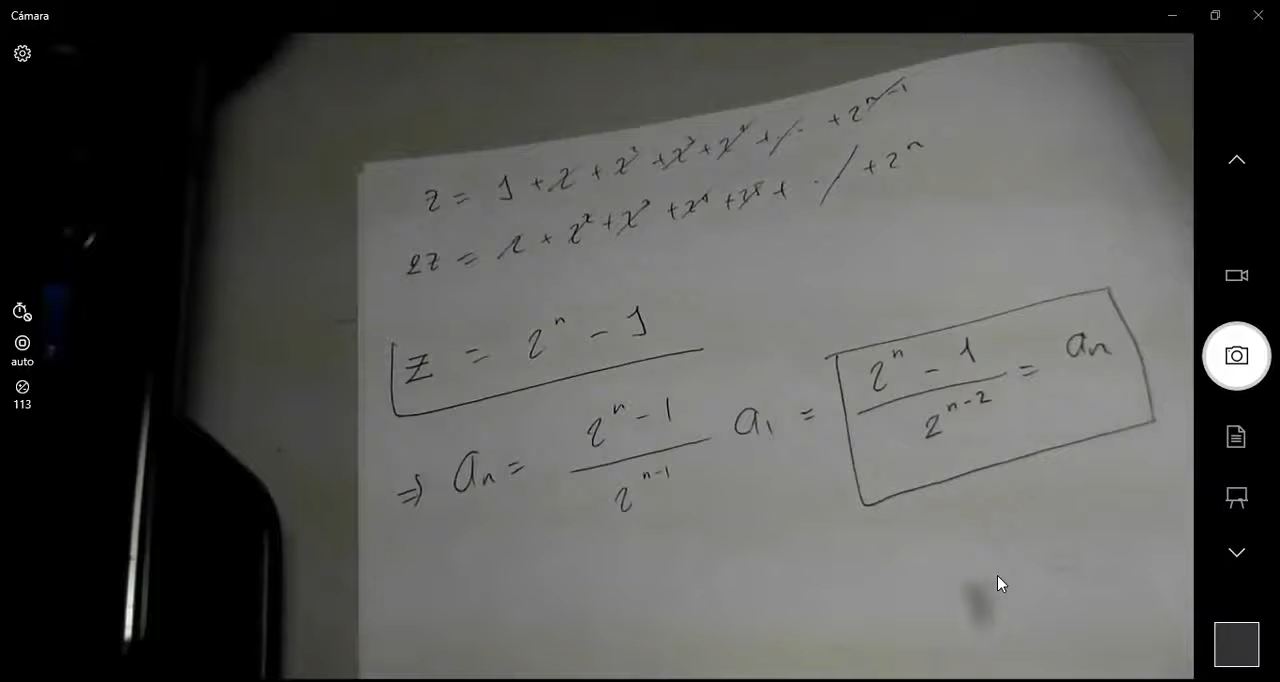 Cámara
z = 1 + 2 + 2² + 2³ + 2⁴ + / . + 2ⁿ⁻¹
2z = 2 + 2² + 2³ + 2⁴ + 2⁵ + . / + 2ⁿ
z = 2ⁿ - 1
⇒ aₙ = (2ⁿ - 1)/(2ⁿ⁻¹) a₁ = (2ⁿ - 1)/(2ⁿ⁻²) = aₙ
auto
113